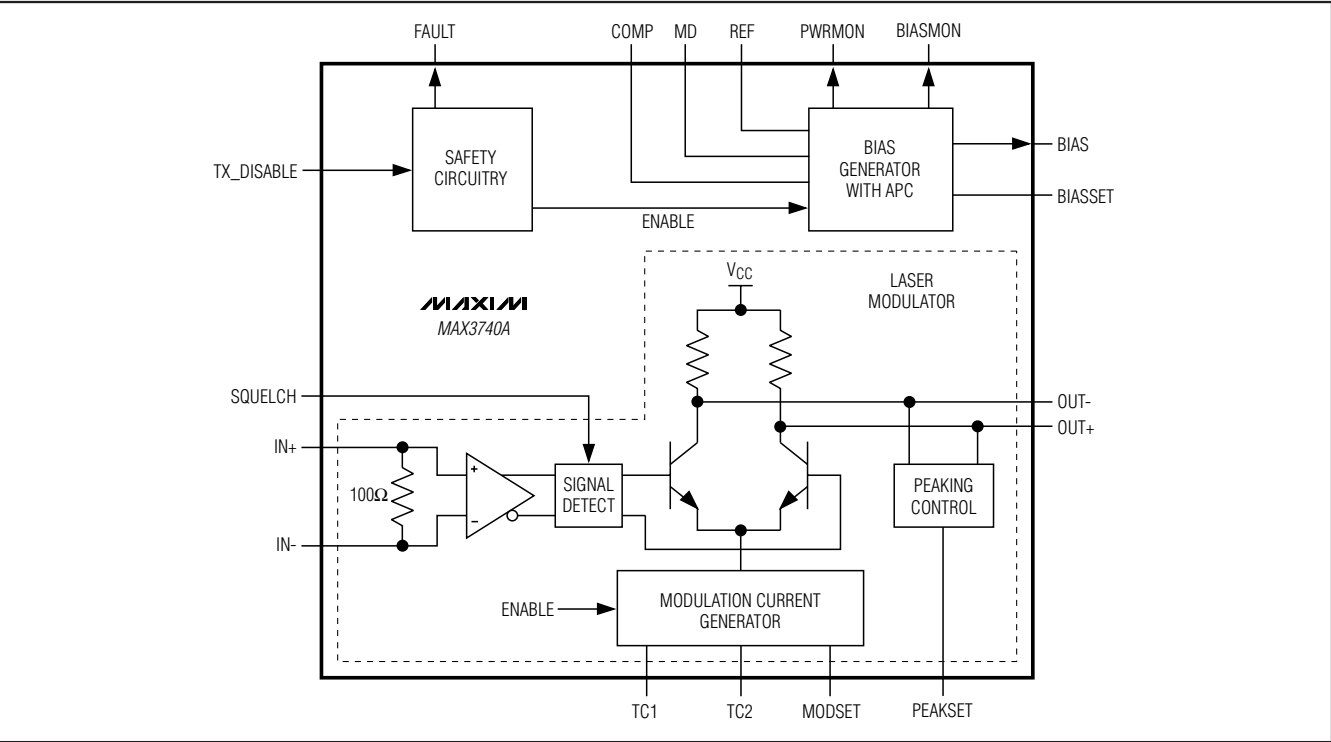 FAULT
COMP
MD
REF
PWRMON
BIASMON
SAFETY
CIRCUITRY
BIAS
GENERATOR
WITH APC
TX_DISABLE
BIAS
BIASSET
ENABLE
VCC
LASER
MODULATOR
MAXIM
MAX3740A
SQUELCH
OUT-
OUT+
IN+
+
-
100Ω
SIGNAL
DETECT
PEAKING
CONTROL
IN-
ENABLE
MODULATION CURRENT
GENERATOR
TC1
TC2
MODSET
PEAKSET